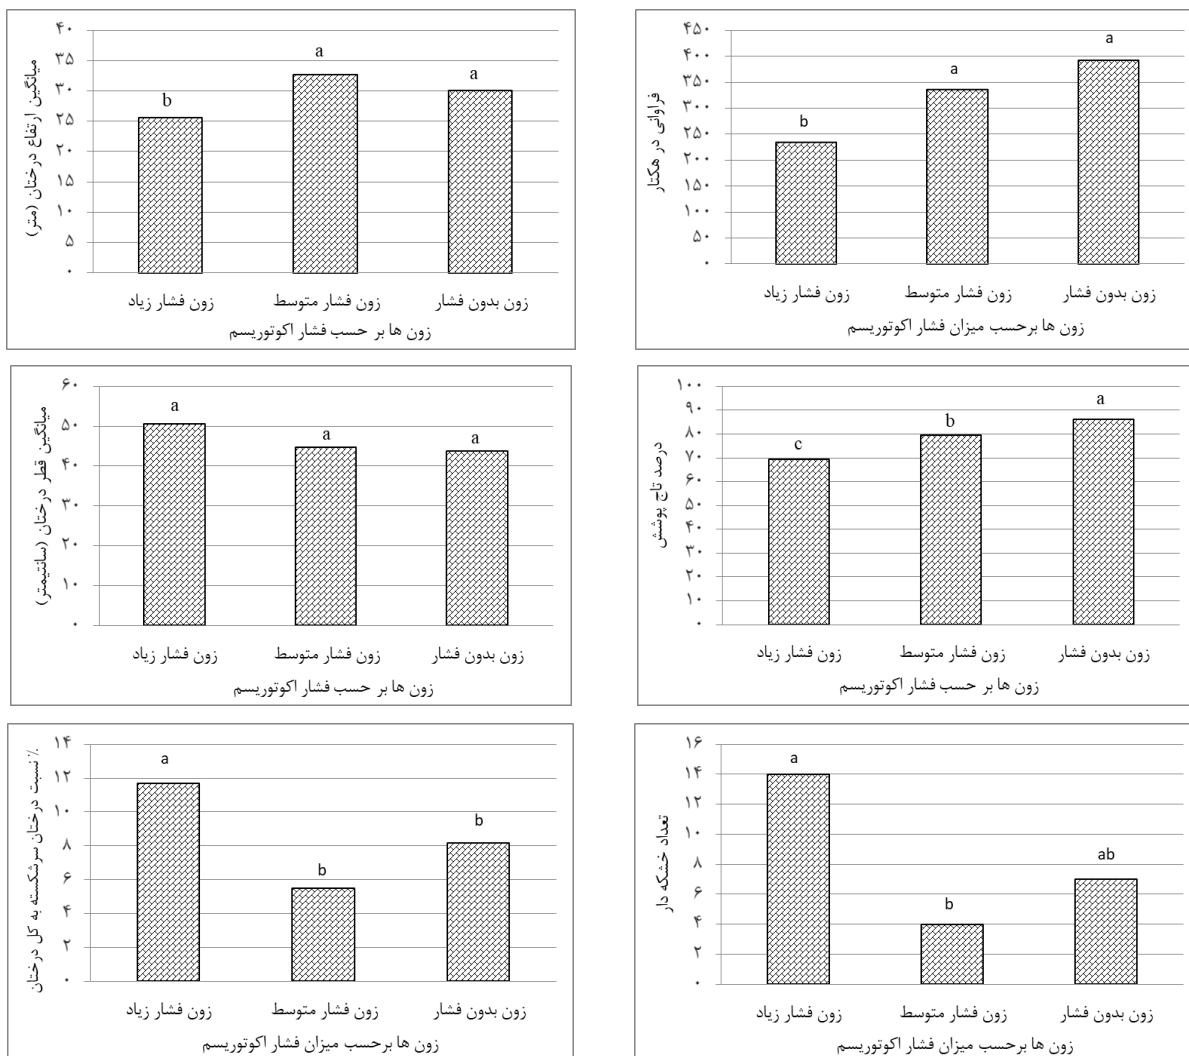 میانگین ارتفاع درختان (متر)
۴۰
۳۵
۳۰
۲۵
۲۰
۱۵
۱۰
۵
۰
b
a
a
زون فشار زیاد
زون فشار متوسط
زون بدون فشار
زون ها بر حسب فشار اکوتوریسم
فراوانی در هکتار
۴۵۰
۴۰۰
۳۵۰
۳۰۰
۲۵۰
۲۰۰
۱۵۰
۱۰۰
۵۰
۰
b
a
a
زون فشار زیاد
زون فشار متوسط
زون بدون فشار
زون ها برحسب میزان فشار اکوتوریسم
میانگین قطر درختان (سانتیمتر)
۶۰
۵۰
۴۰
۳۰
۲۰
۱۰
۰
a
a
a
زون فشار زیاد
زون فشار متوسط
زون بدون فشار
زون ها بر حسب فشار اکوتوریسم
درصد تاج پوشش
۱۰۰
۹۰
۸۰
۷۰
۶۰
۵۰
۴۰
۳۰
۲۰
۱۰
۰
c
b
a
زون فشار زیاد
زون فشار متوسط
زون بدون فشار
زون ها بر حسب فشار اکوتوریسم
٪ نسبت درختان سرشکسته به کل درختان
۱۴
۱۲
۱۰
۸
۶
۴
۲
۰
a
b
b
زون فشار زیاد
زون فشار متوسط
زون بدون فشار
زون ها برحسب میزان فشار اکوتوریسم
تعداد خشکه دار
۱۶
۱۴
۱۲
۱۰
۸
۶
۴
۲
۰
a
b
ab
زون فشار زیاد
زون فشار متوسط
زون بدون فشار
زون ها برحسب میزان فشار اکوتوریسم